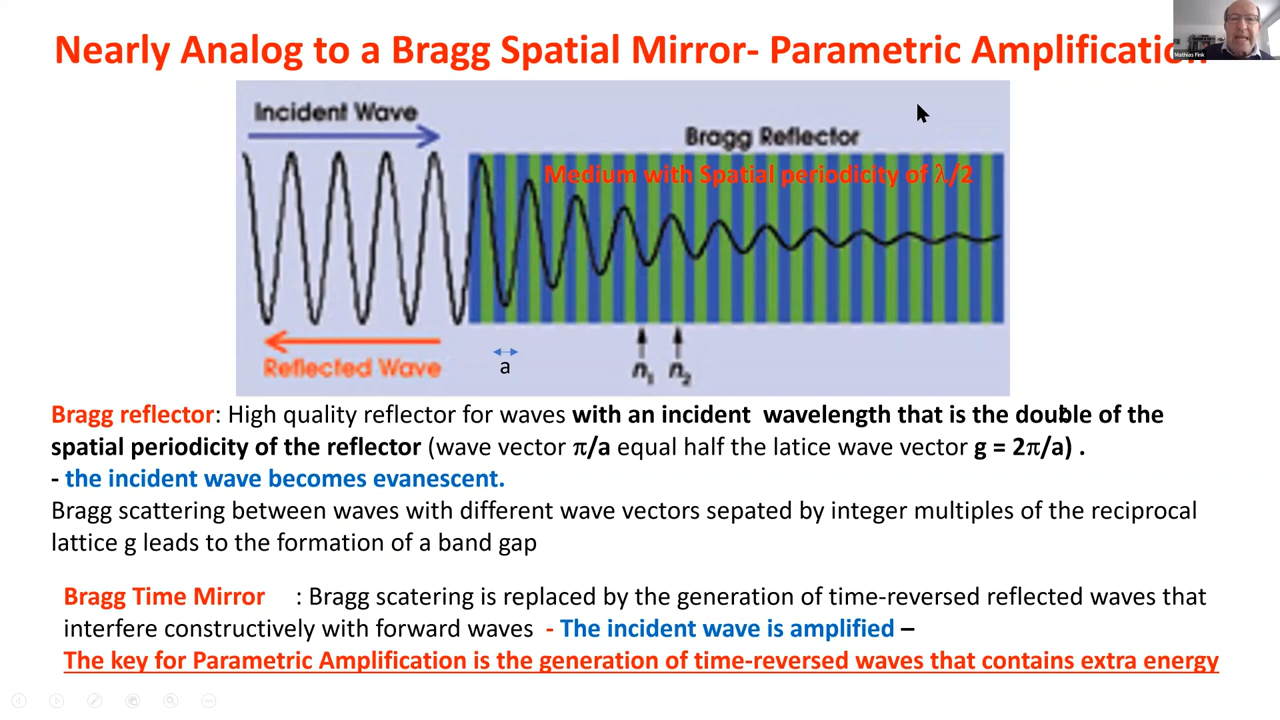 Nearly Analog to a Bragg Spatial Mirror- Parametric Amplification
Mathias Fink
Incident Wave
Bragg Reflector
Medium with Spatial periodicity of λ/2
Reflected Wave
a
n₁ n₂
Bragg reflector: High quality reflector for waves with an incident wavelength that is the double of the
spatial periodicity of the reflector (wave vector π/a equal half the latice wave vector g = 2π/a) .
- the incident wave becomes evanescent.
Bragg scattering between waves with different wave vectors sepated by integer multiples of the reciprocal
lattice g leads to the formation of a band gap
Bragg Time Mirror : Bragg scatering is replaced by the generation of time-reversed reflected waves that
interfere constructively with forward waves - The incident wave is amplified –
The key for Parametric Amplification is the generation of time-reversed waves that contains extra energy